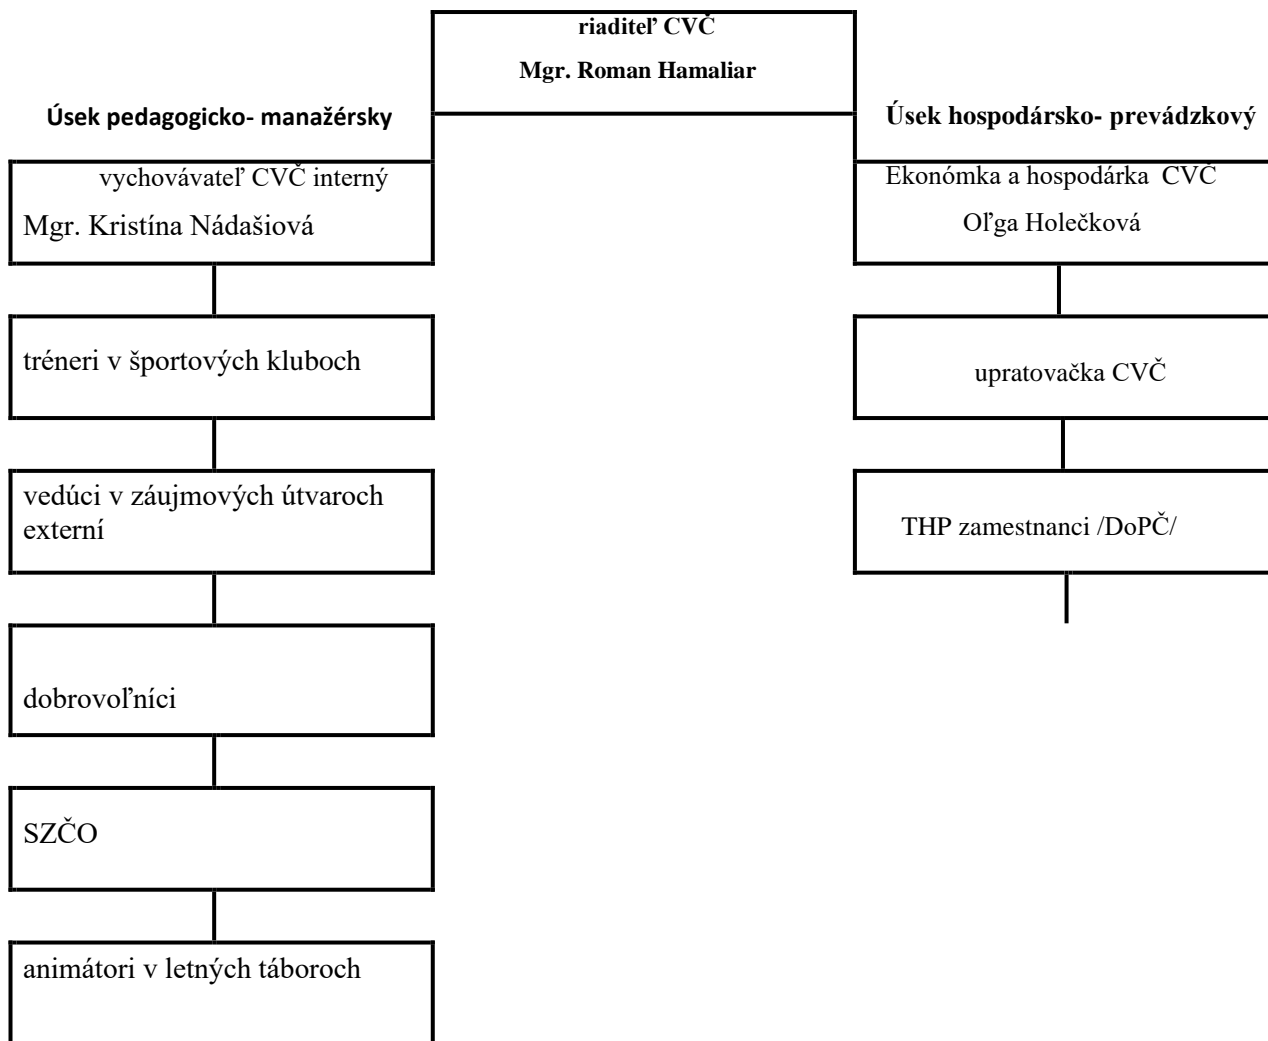 riaditeľ CVČ
Mgr. Roman Hamaliar
Úsek pedagogicko- manažérsky
Úsek hospodársko- prevádzkový
vychovávateľ CVČ interný
Mgr. Kristína Nádašiová
Ekonómka a hospodárka CVČ
Oľga Holečková
tréneri v športových kluboch
upratovačka CVČ
vedúci v záujmových útvaroch
externí
THP zamestnanci /DoPČ/
dobrovoľníci
SZČO
animátori v letných táboroch